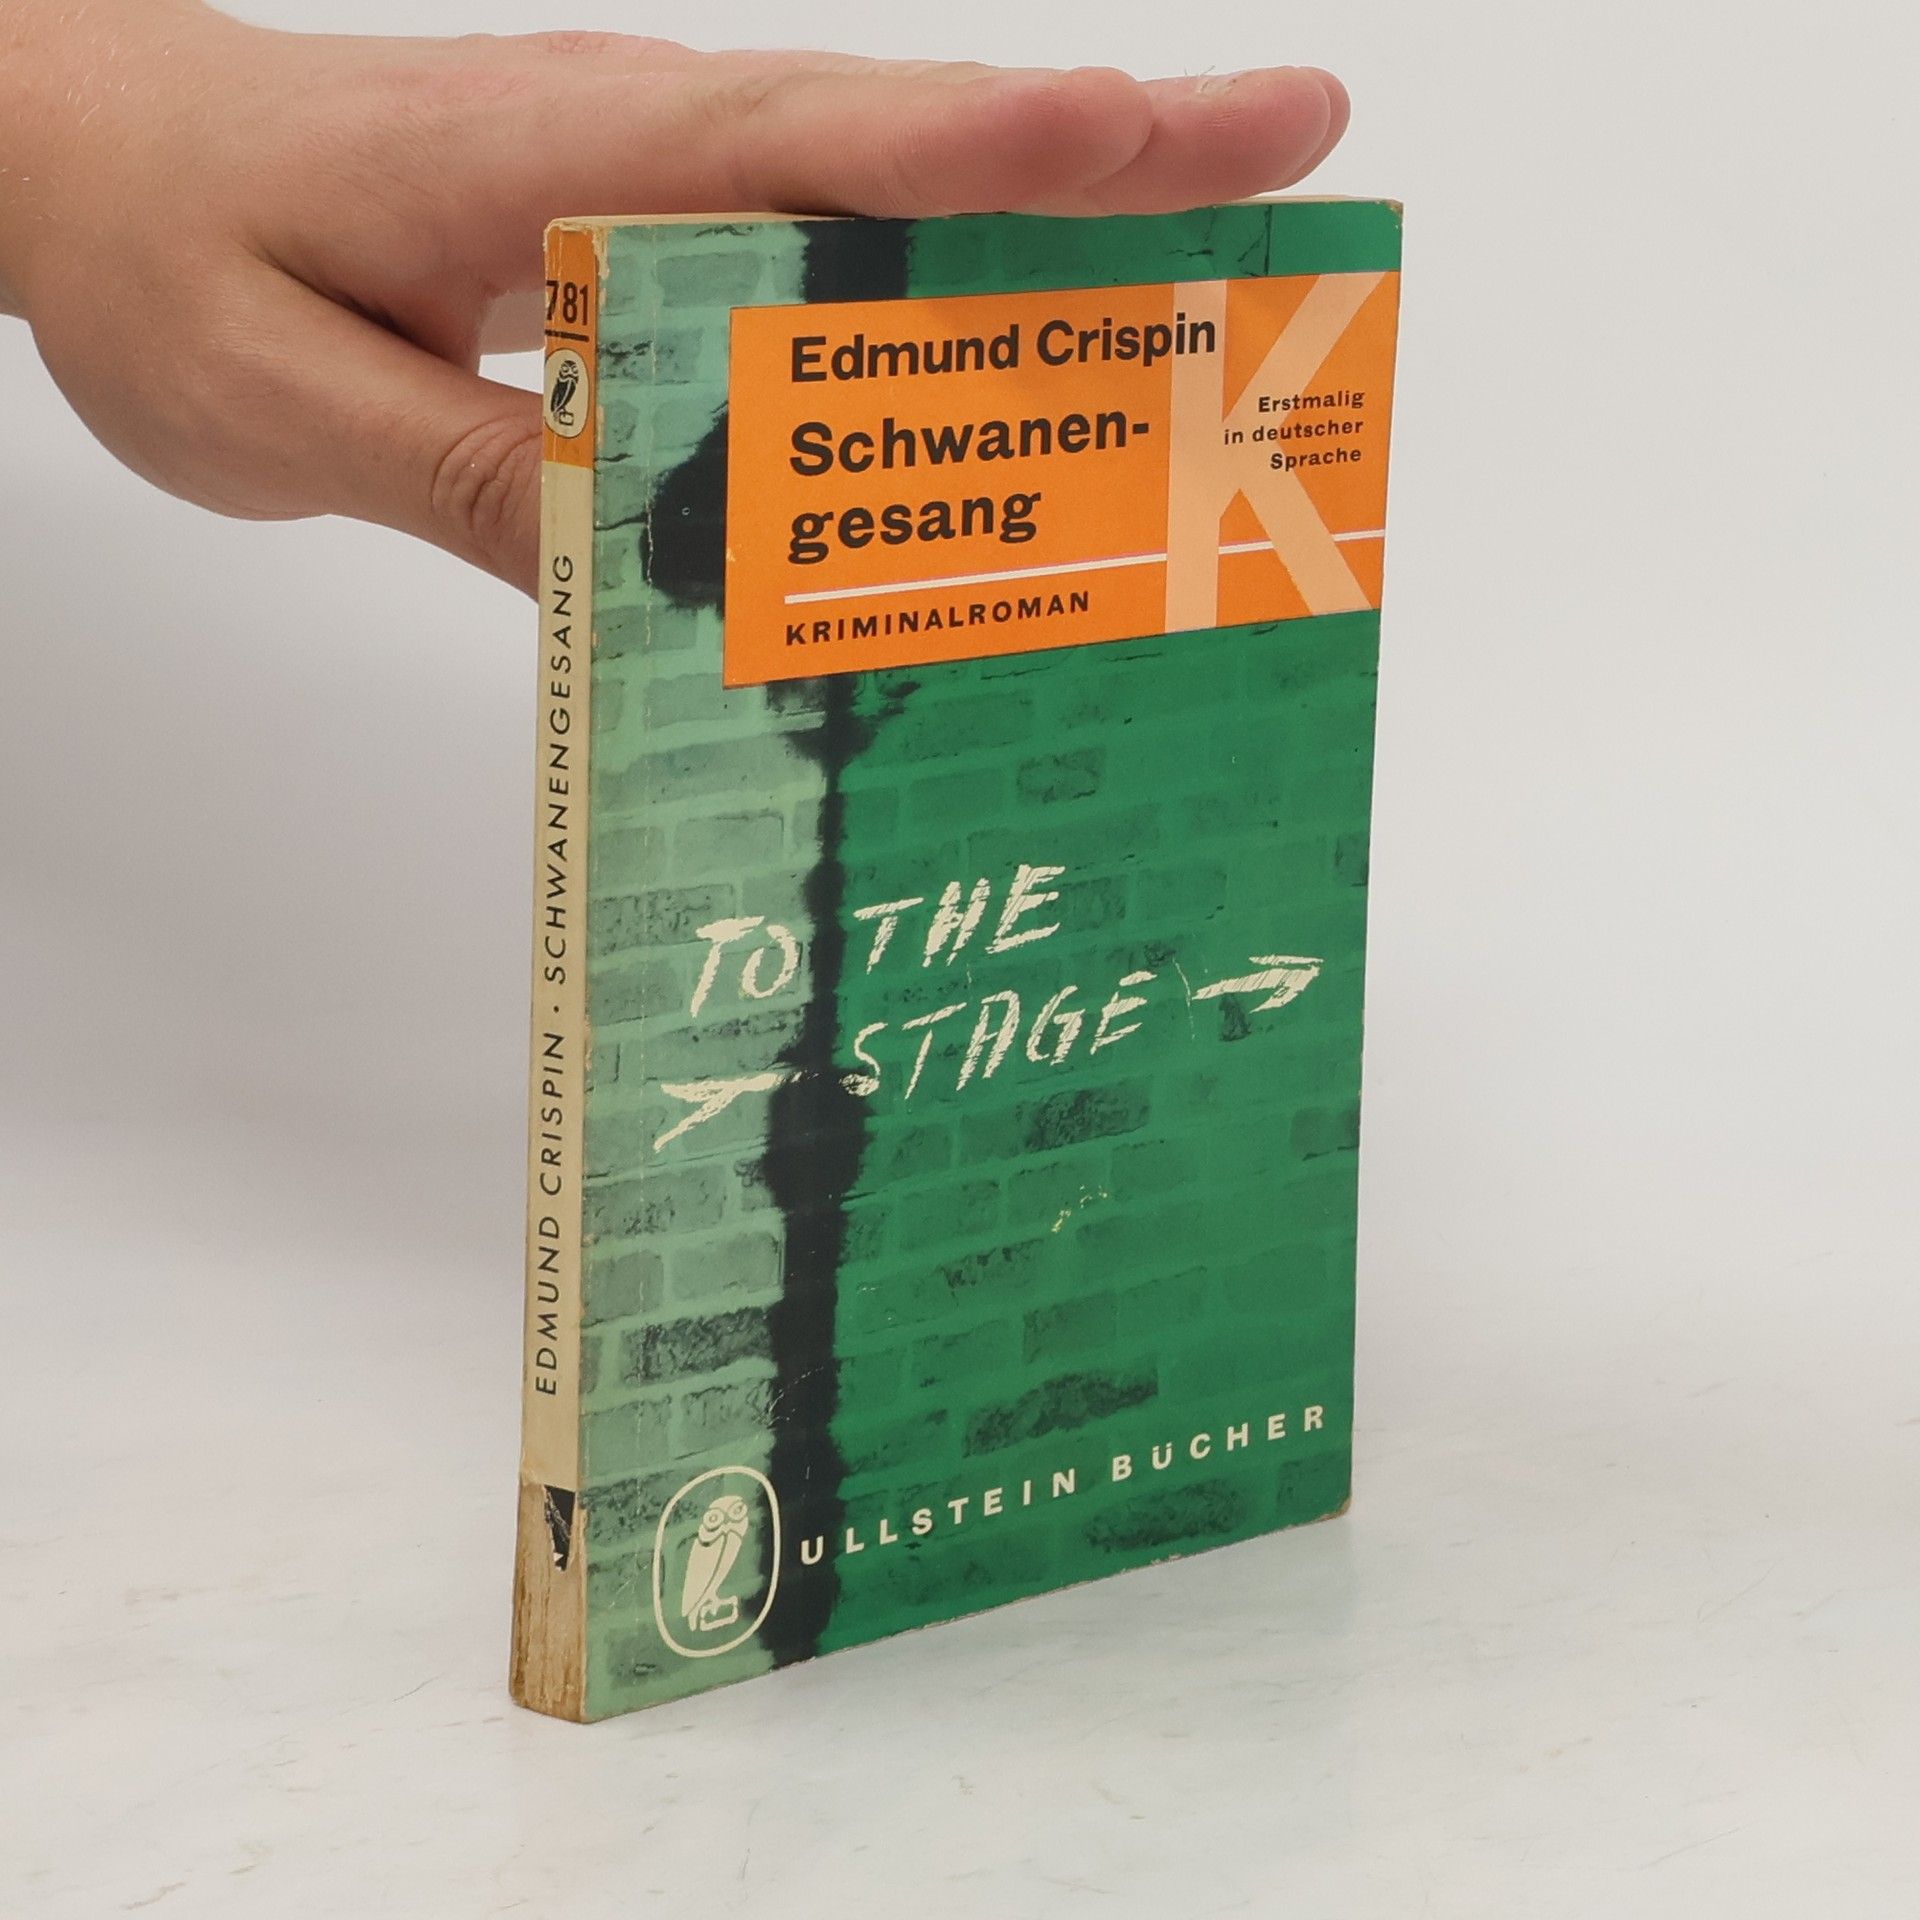 781
EDMUND CRISPIN · SCHWANENGESANG
Edmund Crispin
Schwanen-
gesang
KRIMINALROMAN
K
Erstmalig
in deutscher
Sprache
TO THE
STAGE
ULLSTEIN BÜCHER